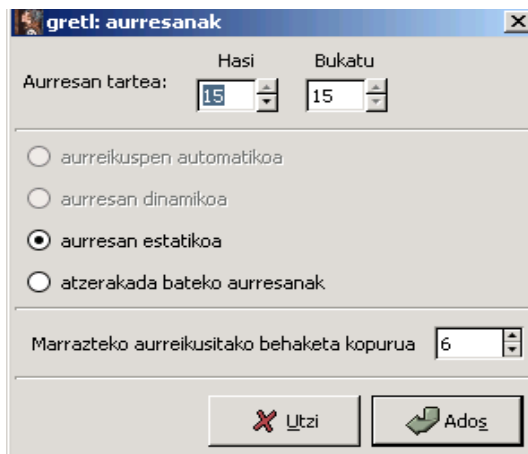 gretl: aurresanak
Hasi Bukatu
Aurresan tartea: 15 15
aurreikuspen automatikoa
aurresan dinamikoa
aurresan estatikoa
atzerakada bateko aurresanak
Marrazteko aurreikusitako behaketa kopurua 6
Utzi Ados